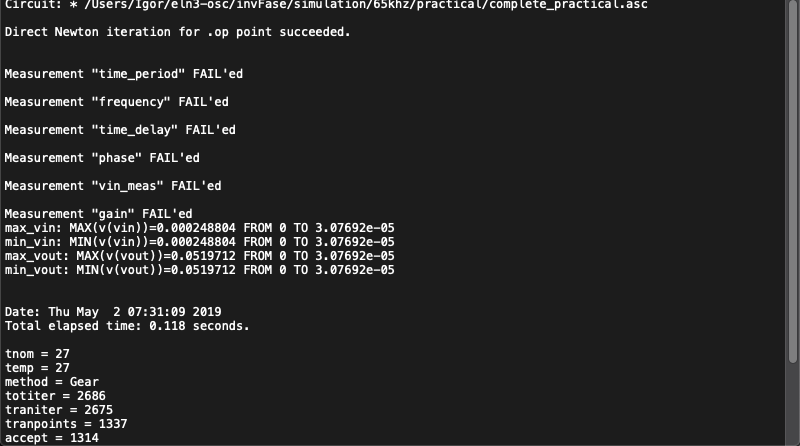 Circuit: * /Users/Igor/eln3-osc/invFase/simulation/65khz/practical/complete_practical.asc
Direct Newton iteration for .op point succeeded.
Measurement "time_period" FAIL'ed
Measurement "frequency" FAIL'ed
Measurement "time_delay" FAIL'ed
Measurement "phase" FAIL'ed
Measurement "vin_meas" FAIL'ed
Measurement "gain" FAIL'ed
max_vin: MAX(v(vin))=0.000248804 FROM 0 TO 3.07692e-05
min_vin: MIN(v(vin))=0.000248804 FROM 0 TO 3.07692e-05
max_vout: MAX(v(vout))=0.0519712 FROM 0 TO 3.07692e-05
min_vout: MIN(v(vout))=0.0519712 FROM 0 TO 3.07692e-05
Date: Thu May  2 07:31:09 2019
Total elapsed time: 0.118 seconds.
tnom = 27
temp = 27
method = Gear
totiter = 2686
traniter = 2675
tranpoints = 1337
accept = 1314